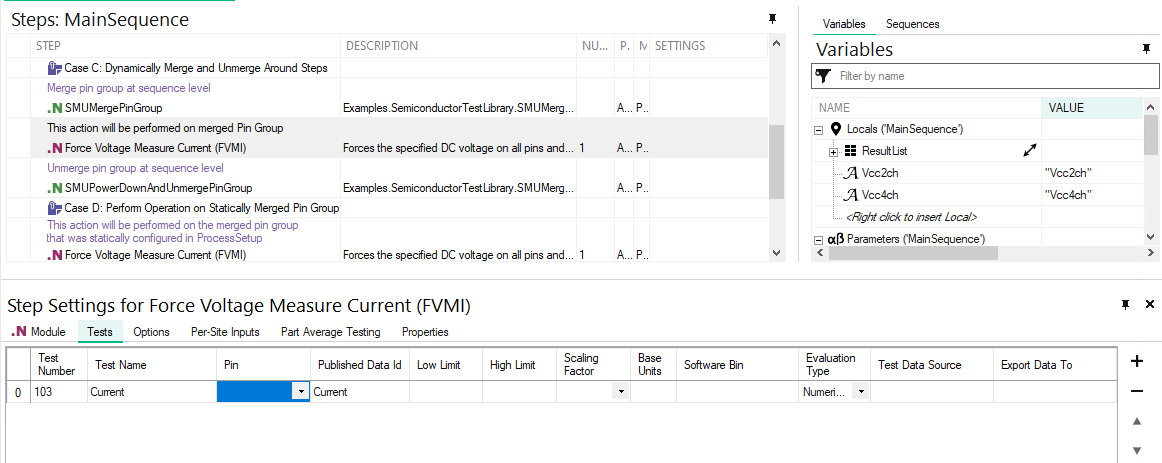 Steps: MainSequence
STEP DESCRIPTION NU... P.. M SETTINGS
Case C: Dynamically Merge and Unmerge Around Steps
Merge pin group at sequence level
.N SMUMergePinGroup Examples.SemiconductorTestLibrary.SMUMerg... A... P..
This action will be performed on merged Pin Group
.N Force Voltage Measure Current (FVMI) Forces the specified DC voltage on all pins and... 1 A... P..
Unmerge pin group at sequence level
.N SMUPowerDownAndUnmergePinGroup Examples.SemiconductorTestLibrary.SMUMerg... A... P..
Case D: Perform Operation on Statically Merged Pin Group
This action will be performed on the merged pin group
that was statically configured in ProcessSetup
.N Force Voltage Measure Current (FVMI) Forces the specified DC voltage on all pins and... 1 A... P..
Variables Sequences
Variables
Filter by name
NAME VALUE
Locals ('MainSequence')
ResultList
Vcc2ch "Vcc2ch"
Vcc4ch "Vcc4ch"
<Right click to insert Local>
αβ Parameters ('MainSequence')
Step Settings for Force Voltage Measure Current (FVMI)
.N Module Tests Options Per-Site Inputs Part Average Testing Properties
Test Number Test Name Pin Published Data Id Low Limit High Limit Scaling Factor Base Units Software Bin Evaluation Type Test Data Source Export Data To
0 103 Current Current Numeri...